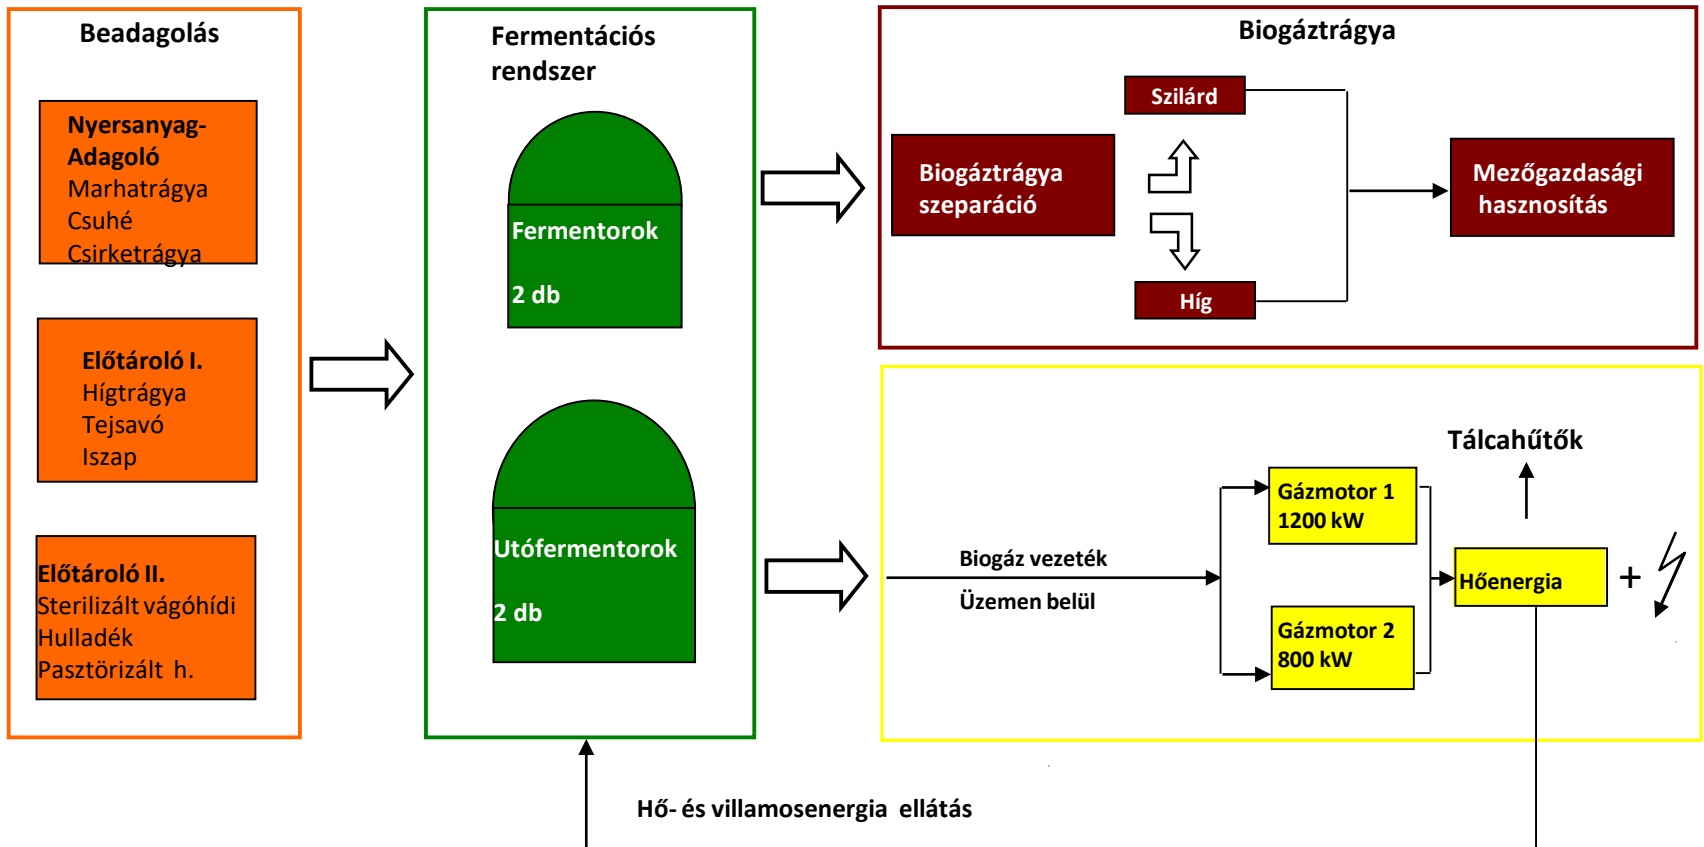 Beadagolás
Nyersanyag-
Adagoló
Marhatrágya
Csuhé
Csirketrágya
Előtároló I.
Hígtrágya
Tejsavó
Iszap
Előtároló II.
Sterilizált vágóhídi
Hulladék
Pasztörizált h.
Fermentációs
rendszer
Fermentorok
2 db
Utófermentorok
2 db
Biogáztrágya
Biogáztrágya
szeparáció
Szilárd
Híg
Mezőgazdasági
hasznosítás
Biogáz vezeték
Üzemen belül
Gázmotor 1
1200 kW
Gázmotor 2
800 kW
Tálcahűtők
Hőenergia
+
Hő- és villamosenergia ellátás